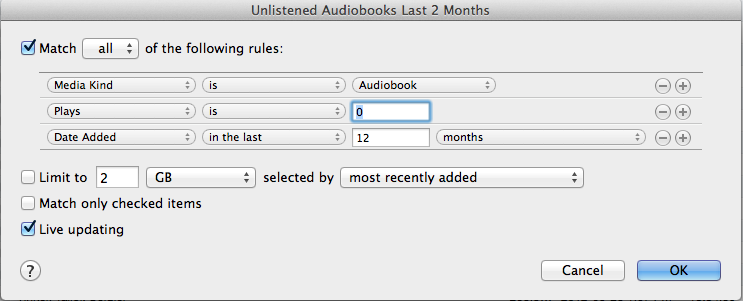 Unlistened Audiobooks Last 2 Months
Match all of the following rules:
Media Kind is Audiobook
Plays is 0
Date Added in the last 12 months
Limit to 2 GB selected by most recently added
Match only checked items
Live updating
? Cancel OK